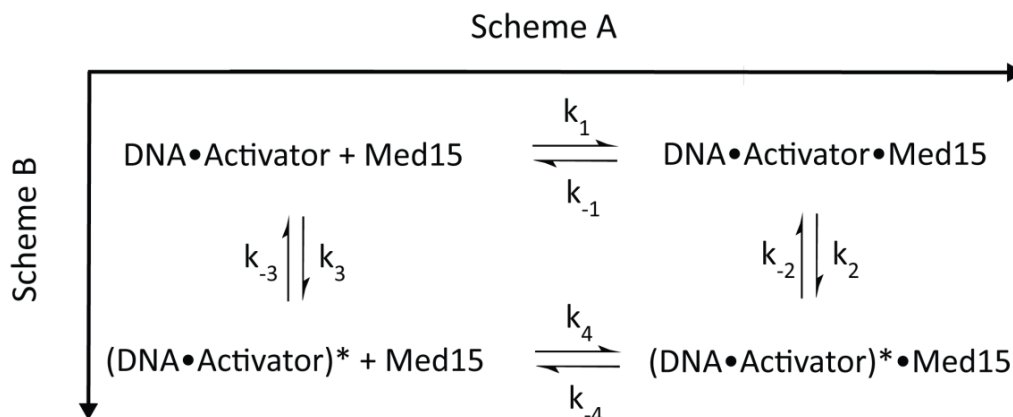 Scheme A
Scheme B
k₁
DNA•Activator + Med15
DNA•Activator•Med15
k₋₁
k₋₃
k₃
k₋₂
k₂
k₄
(DNA•Activator)* + Med15
(DNA•Activator)*•Med15
k₋₄